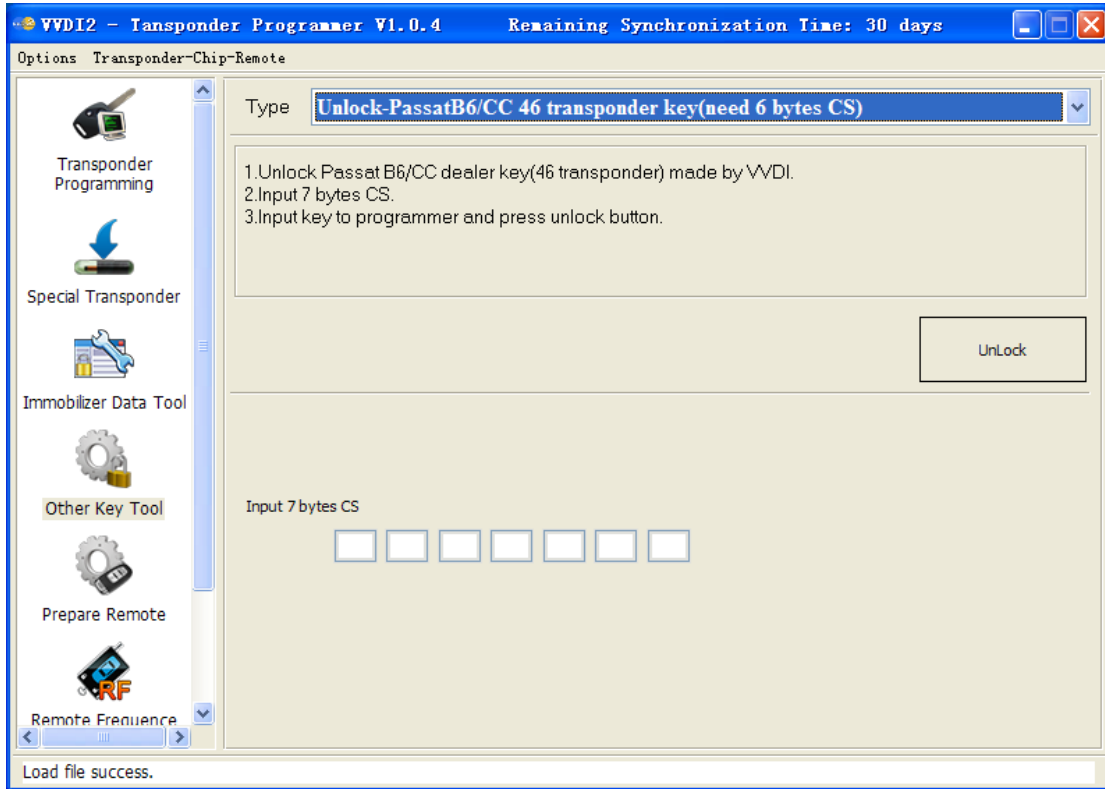 VVDI2 - Tansponder Programmer V1.0.4 Remaining Synchronization Time: 30 days
Options Transponder-Chip-Remote
Transponder
Programming
Special Transponder
Immobilizer Data Tool
Other Key Tool
Prepare Remote
RF
Remote Frequence
Type Unlock-PassatB6/CC 46 transponder key(need 6 bytes CS)
1.Unlock Passat B6/CC dealer key(46 transponder) made by VVDI.
2.Input 7 bytes CS.
3.Input key to programmer and press unlock button.
UnLock
Input 7 bytes CS
Load file success.